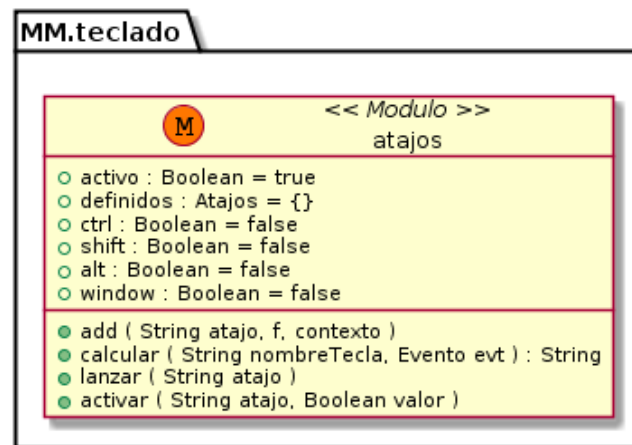 MM.teclado
M
<< Modulo >>
atajos
activo : Boolean = true
definidos : Atajos = {}
ctrl : Boolean = false
shift : Boolean = false
alt : Boolean = false
window : Boolean = false
add ( String atajo, f, contexto )
calcular ( String nombreTecla, Evento evt ) : String
lanzar ( String atajo )
activar ( String atajo, Boolean valor )